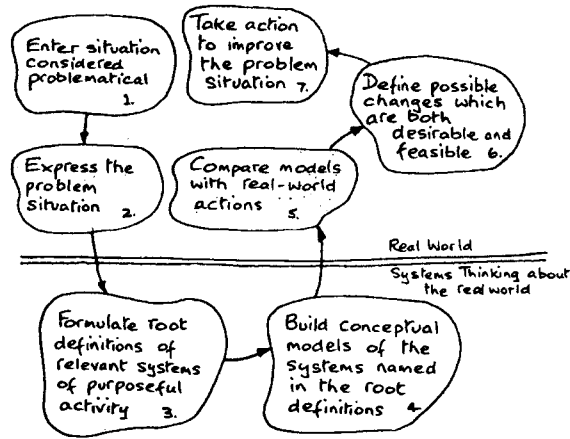 Enter situation
considered
problematical
1.
Express the
problem
situation 2.
Formulate root
definitions of
relevant systems
of purposeful
activity 3.
Build conceptual
models of the
systems named
in the root
definitions 4.
Compare models
with real-world
actions 5.
Define possible
changes which
are both
desirable and
feasible 6.
Take action
to improve
the problem
situation 7.
Real World
Systems Thinking about
the real world